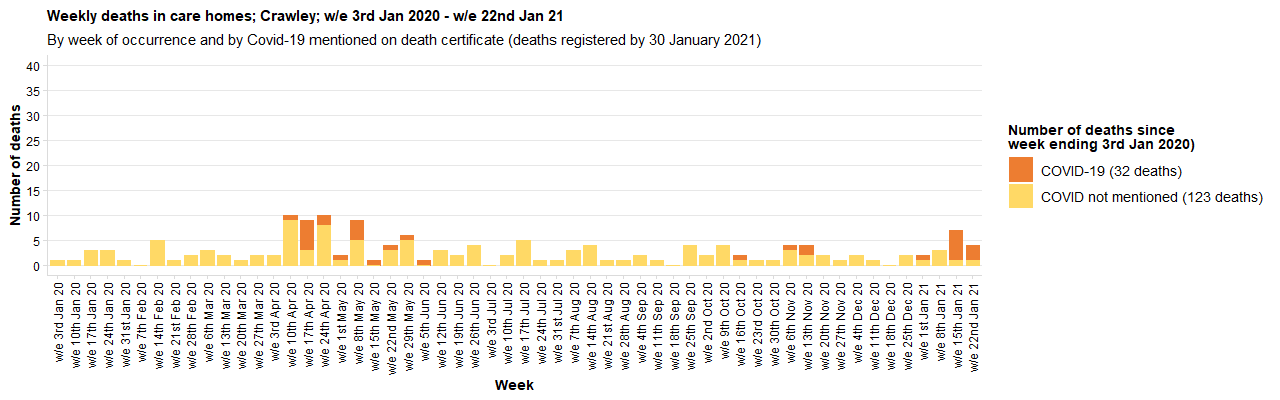 Weekly deaths in care homes; Crawley; w/e 3rd Jan 2020 - w/e 22nd Jan 21
By week of occurrence and by Covid-19 mentioned on death certificate (deaths registered by 30 January 2021)
Number of deaths
40
35
30
25
20
15
10
5
0
w/e 3rd Jan 20
w/e 10th Jan 20
w/e 17th Jan 20
w/e 24th Jan 20
w/e 31st Jan 20
w/e 7th Feb 20
w/e 14th Feb 20
w/e 21st Feb 20
w/e 28th Feb 20
w/e 6th Mar 20
w/e 13th Mar 20
w/e 20th Mar 20
w/e 27th Mar 20
w/e 3rd Apr 20
w/e 10th Apr 20
w/e 17th Apr 20
w/e 24th Apr 20
w/e 1st May 20
w/e 8th May 20
w/e 15th May 20
w/e 22nd May 20
w/e 29th May 20
w/e 5th Jun 20
w/e 12th Jun 20
w/e 19th Jun 20
w/e 26th Jun 20
w/e 3rd Jul 20
w/e 10th Jul 20
w/e 17th Jul 20
w/e 24th Jul 20
w/e 31st Jul 20
w/e 7th Aug 20
w/e 14th Aug 20
w/e 21st Aug 20
w/e 28th Aug 20
w/e 4th Sep 20
w/e 11th Sep 20
w/e 18th Sep 20
w/e 25th Sep 20
w/e 2nd Oct 20
w/e 9th Oct 20
w/e 16th Oct 20
w/e 23rd Oct 20
w/e 30th Oct 20
w/e 6th Nov 20
w/e 13th Nov 20
w/e 20th Nov 20
w/e 27th Nov 20
w/e 4th Dec 20
w/e 11th Dec 20
w/e 18th Dec 20
w/e 25th Dec 20
w/e 1st Jan 21
w/e 8th Jan 21
w/e 15th Jan 21
w/e 22nd Jan 21
Week
Number of deaths since
week ending 3rd Jan 2020)
COVID-19 (32 deaths)
COVID not mentioned (123 deaths)